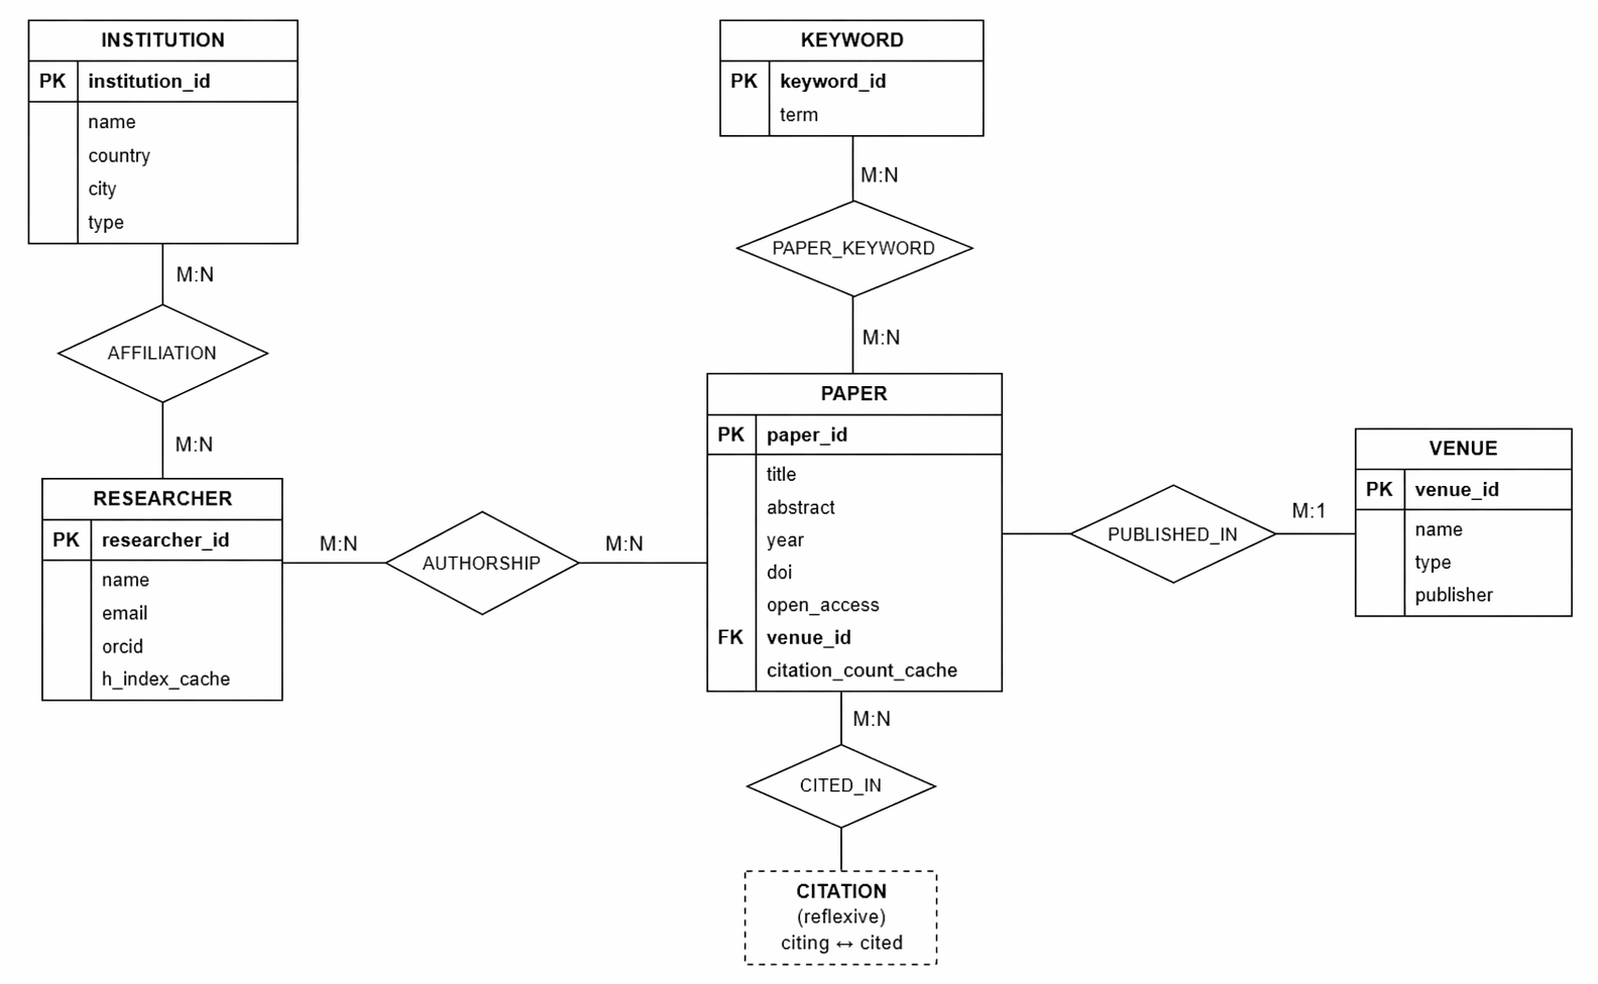 INSTITUTION
PK institution_id
name
country
city
type
M:N
AFFILIATION
M:N
RESEARCHER
PK researcher_id
name
email
orcid
h_index_cache
M:N
AUTHORSHIP
M:N
KEYWORD
PK keyword_id
term
M:N
PAPER_KEYWORD
M:N
PAPER
PK paper_id
title
abstract
year
doi
open_access
FK venue_id
citation_count_cache
M:N
CITED_IN
CITATION
(reflexive)
citing ↔ cited
PUBLISHED_IN
M:1
VENUE
PK venue_id
name
type
publisher